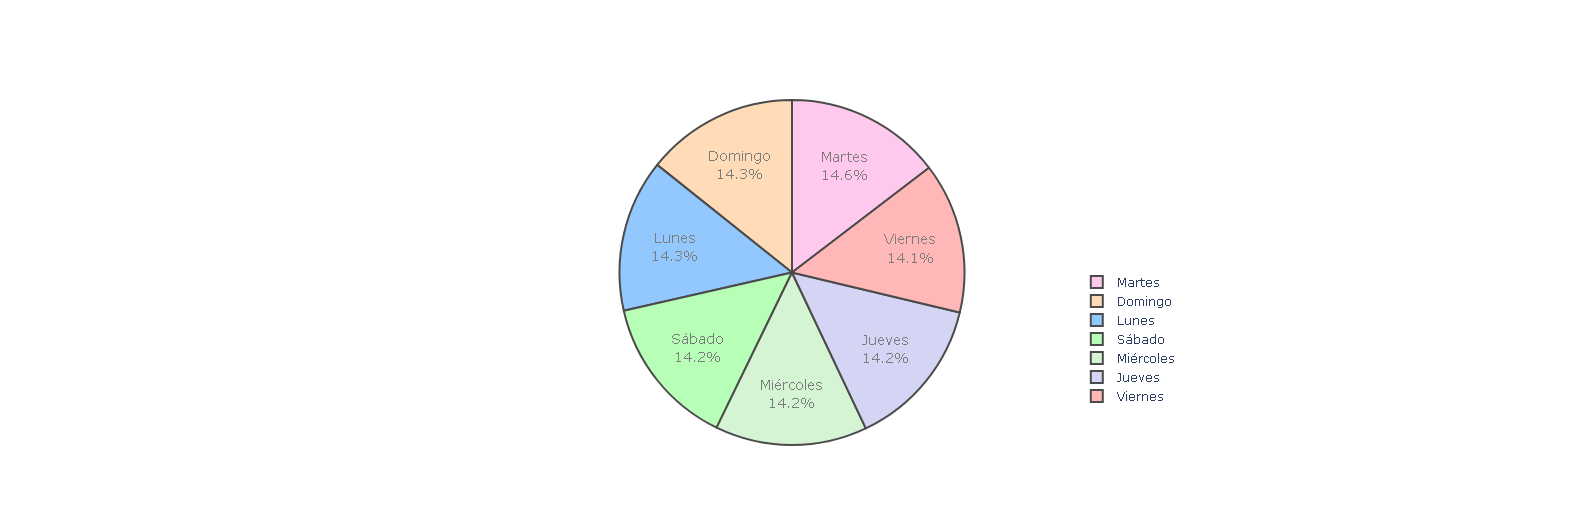 Domingo
14.3%
Martes
14.6%
Lunes
14.3%
Viernes
14.1%
Sábado
14.2%
Jueves
14.2%
Miércoles
14.2%
Martes
Domingo
Lunes
Sábado
Miércoles
Jueves
Viernes